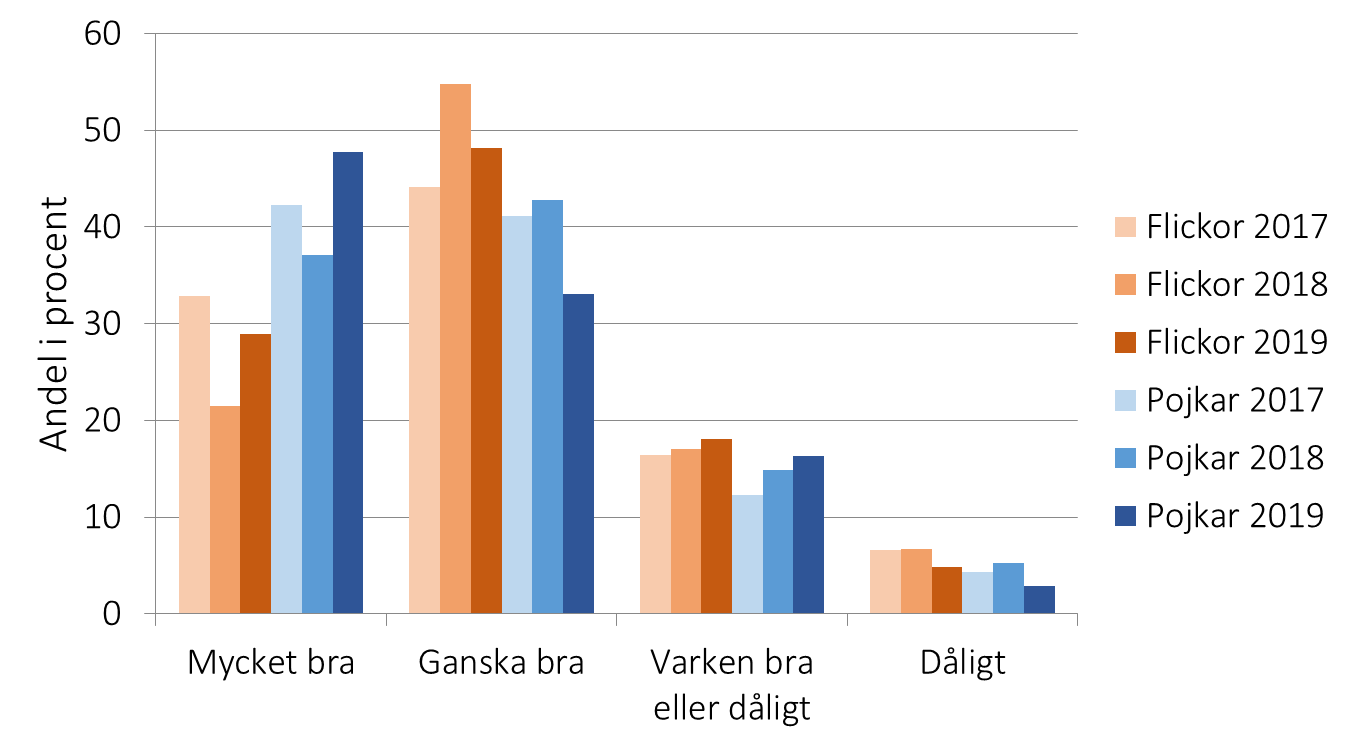 Andel i procent
60
50
40
30
20
10
0
Mycket bra
Ganska bra
Varken bra
eller dåligt
Dåligt
Flickor 2017
Flickor 2018
Flickor 2019
Pojkar 2017
Pojkar 2018
Pojkar 2019